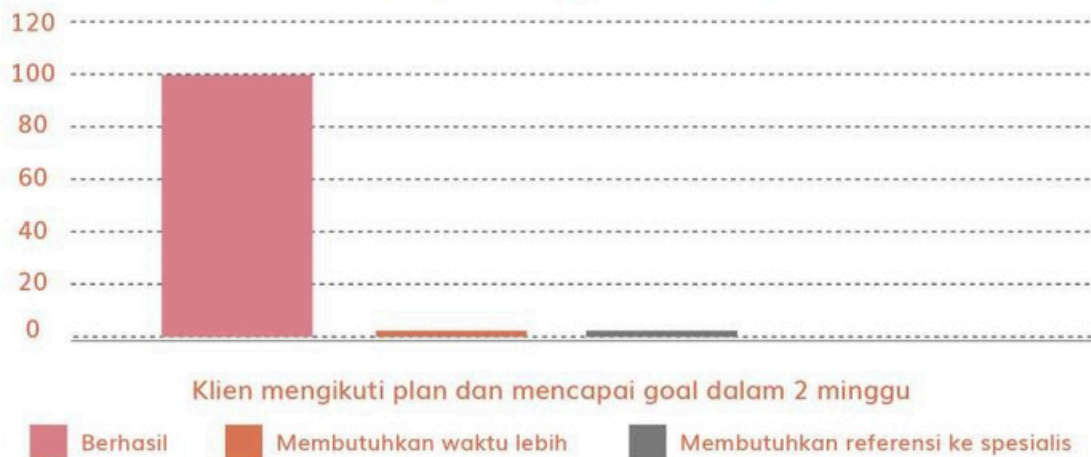 120
100
80
60
40
20
0
Klien mengikuti plan dan mencapai goal dalam 2 minggu
Berhasil
Membutuhkan waktu lebih
Membutuhkan referensi ke spesialis